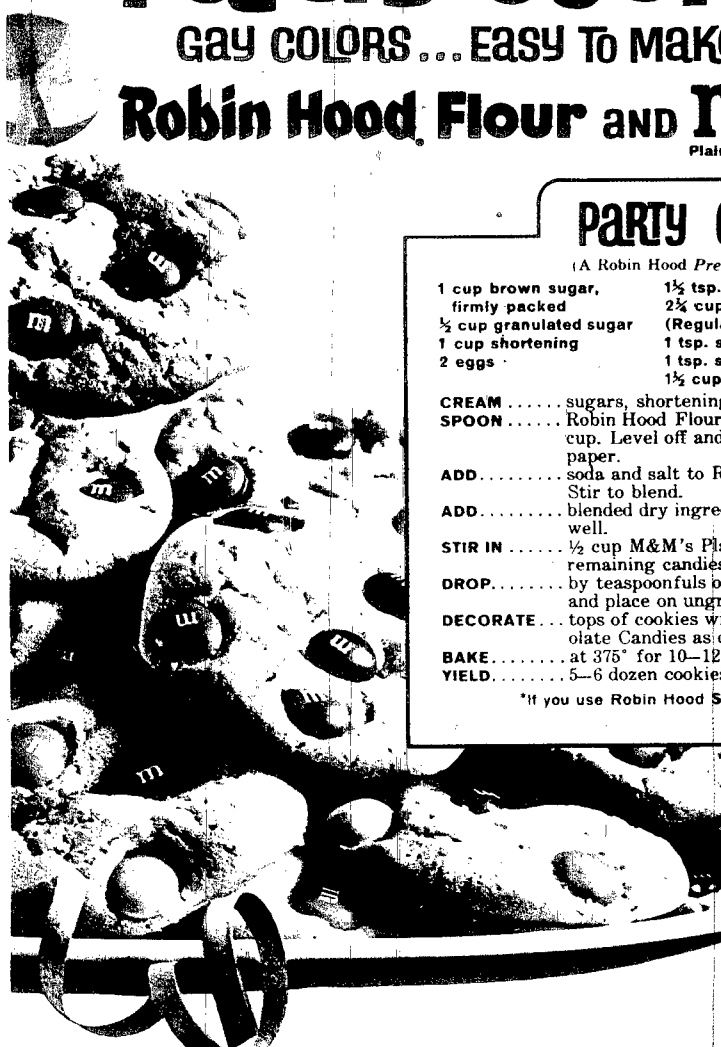 GAY COLORS... EASY TO MAK
Robin Hood Flour AND
PARTY
(A Robin Hood Pre
1 cup brown sugar,
firmly packed
½ cup granulated sugar
1 cup shortening
2 eggs
1½ tsp.
2¼ cup
(Regul
1 tsp. s
1 tsp. s
1½ cup
CREAM ...... sugars, shortening
SPOON ...... Robin Hood Flour
cup. Level off and
paper.
ADD ......... soda and salt to R
Stir to blend.
ADD ......... blended dry ingre
well.
STIR IN ...... ½ cup M&M's Pla
remaining candies
DROP ........ by teaspoonfuls o
and place on ungr
DECORATE ... tops of cookies wi
olate Candies as
BAKE ........ at 375° for 10–12
YIELD ........ 5–6 dozen cookies
*If you use Robin Hood S
m
m
m
m
m
m
m